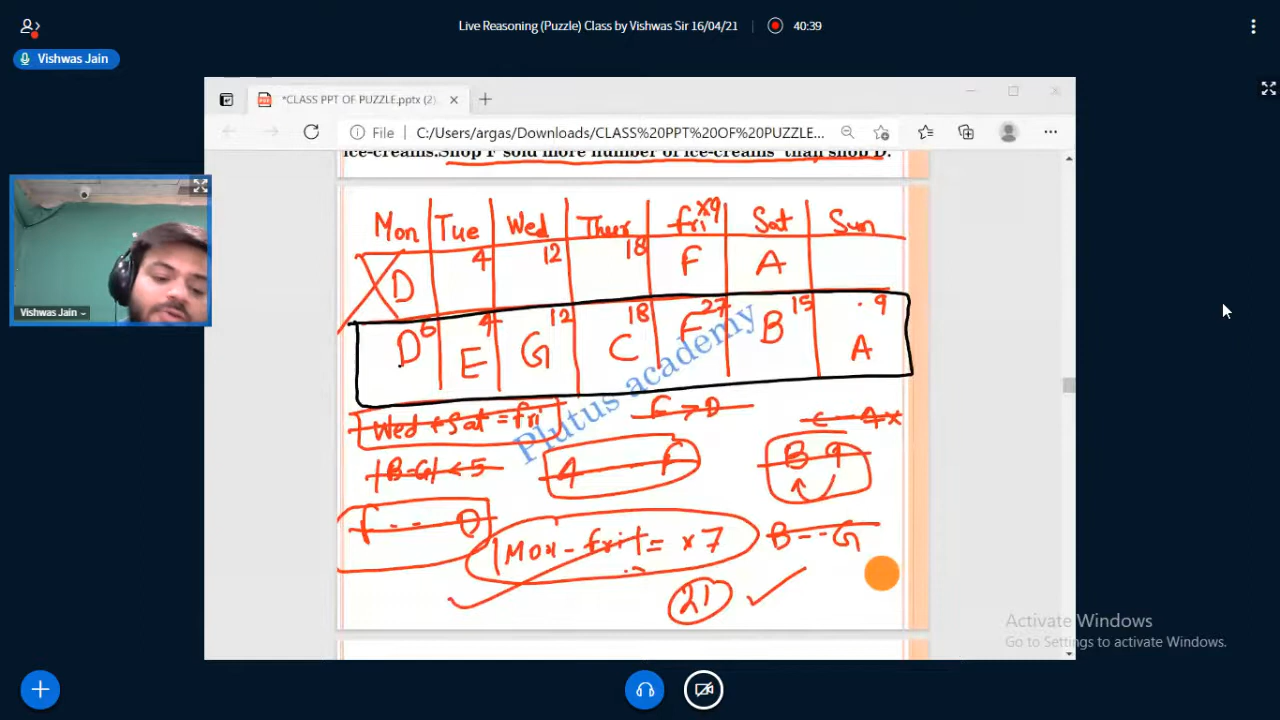 Live Reasoning (Puzzle) Class by Vishwas Sir 16/04/21 40:39
Vishwas Jain
*CLASS PPT OF PUZZLE.pptx (2).
File C:/Users/argas/Downloads/CLASS%20PPT%20OF%20PUZZLE...
ice-creams.Shop F sold more number of ice-creams than shop D.
Mon Tue Wed Thur fri x9 Sat Sun
D 4 12 18 F A
D 6 E 4 G 12 C 18 F 27 B 15 A 9
Plutus academy
Wed + Sat = fri F > D C A x
|B-G| < 5 4 F B 9
F -- D |Mon - fri| = x7 B -- G
21
Vishwas Jain
Activate Windows
Go to Settings to activate Windows.